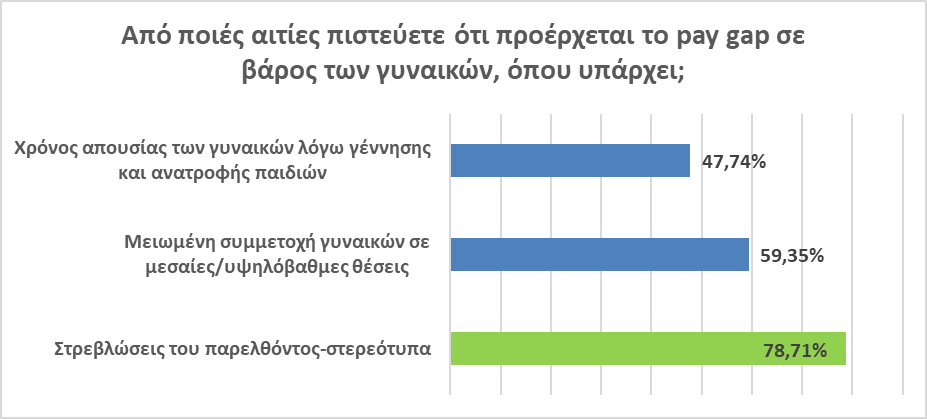 Από ποιές αιτίες πιστεύετε ότι προέρχεται το pay gap σε
βάρος των γυναικών, όπου υπάρχει;
Χρόνος απουσίας των γυναικών λόγω γέννησης
και ανατροφής παιδιών
47,74%
Μειωμένη συμμετοχή γυναικών σε
μεσαίες/υψηλόβαθμες θέσεις
59,35%
Στρεβλώσεις του παρελθόντος-στερεότυπα
78,71%